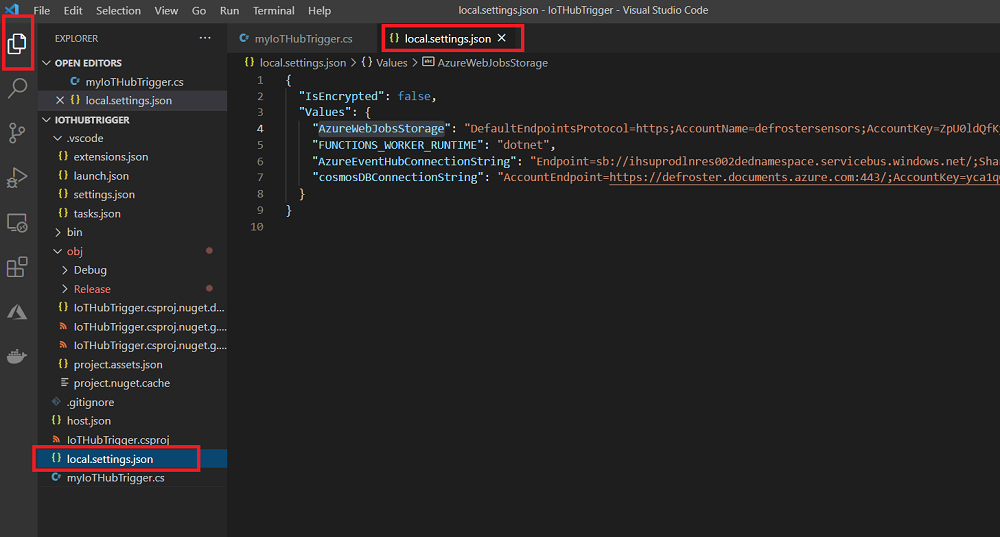 File Edit Selection View Go Run Terminal Help local.settings.json - IoTHubTrigger - Visual Studio Code
EXPLORER ···
OPEN EDITORS
myIoTHubTrigger.cs
local.settings.json
IOTHUBTRIGGER
.vscode
extensions.json
launch.json
settings.json
tasks.json
bin
obj
Debug
Release
IoTHubTrigger.csproj.nuget.d...
IoTHubTrigger.csproj.nuget.g....
IoTHubTrigger.csproj.nuget.g....
project.assets.json
project.nuget.cache
.gitignore
host.json
IoTHubTrigger.csproj
local.settings.json
myIoTHubTrigger.cs
myIoTHubTrigger.cs local.settings.json
local.settings.json > {} Values > AzureWebJobsStorage
1 {
2 "IsEncrypted": false,
3 "Values": {
4 "AzureWebJobsStorage": "DefaultEndpointsProtocol=https;AccountName=defrostersensors;AccountKey=ZpU0ldQfK
5 "FUNCTIONS_WORKER_RUNTIME": "dotnet",
6 "AzureEventHubConnectionString": "Endpoint=sb://ihsuprodlnres002dednamespace.servicebus.windows.net/;Sha
7 "cosmosDBConnectionString": "AccountEndpoint=https://defroster.documents.azure.com:443/;AccountKey=yca1q
8 }
9 }
10